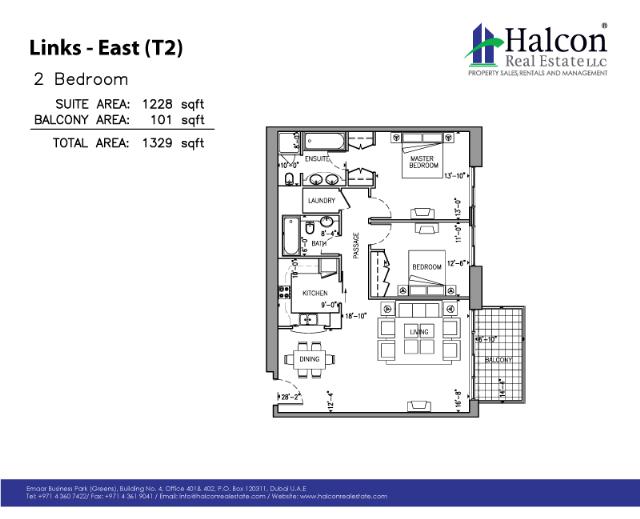 Links - East (T2)
2 Bedroom
SUITE AREA: 1228 sqft
BALCONY AREA: 101 sqft
TOTAL AREA: 1329 sqft
Halcon®
Real Estate LLC
PROPERTY SALES, RENTALS AND MANAGEMENT
ENSUITE
10'-0"
MASTER
BEDROOM
13'-10"
13'-0"
LAUNDRY
8'-4"
BATH
6'-0"
PASSAGE
11'-0"
12'-6"
BEDROOM
10'-0"
KITCHEN
9'-0"
18'-10"
LIVING
6'-10"
BALCONY
14'-4"
DINING
28'-2"
12'-4"
16'-8"
Emaar Business Park (Greens), Building No. 4, Office 401& 402, P.O. Box 120311, Dubai U.A.E
Tel: +971 4 360 7422/ Fax: +971 4 361 9041 / Email: info@halconrealestate.com / Website: www.halconrealestate.com